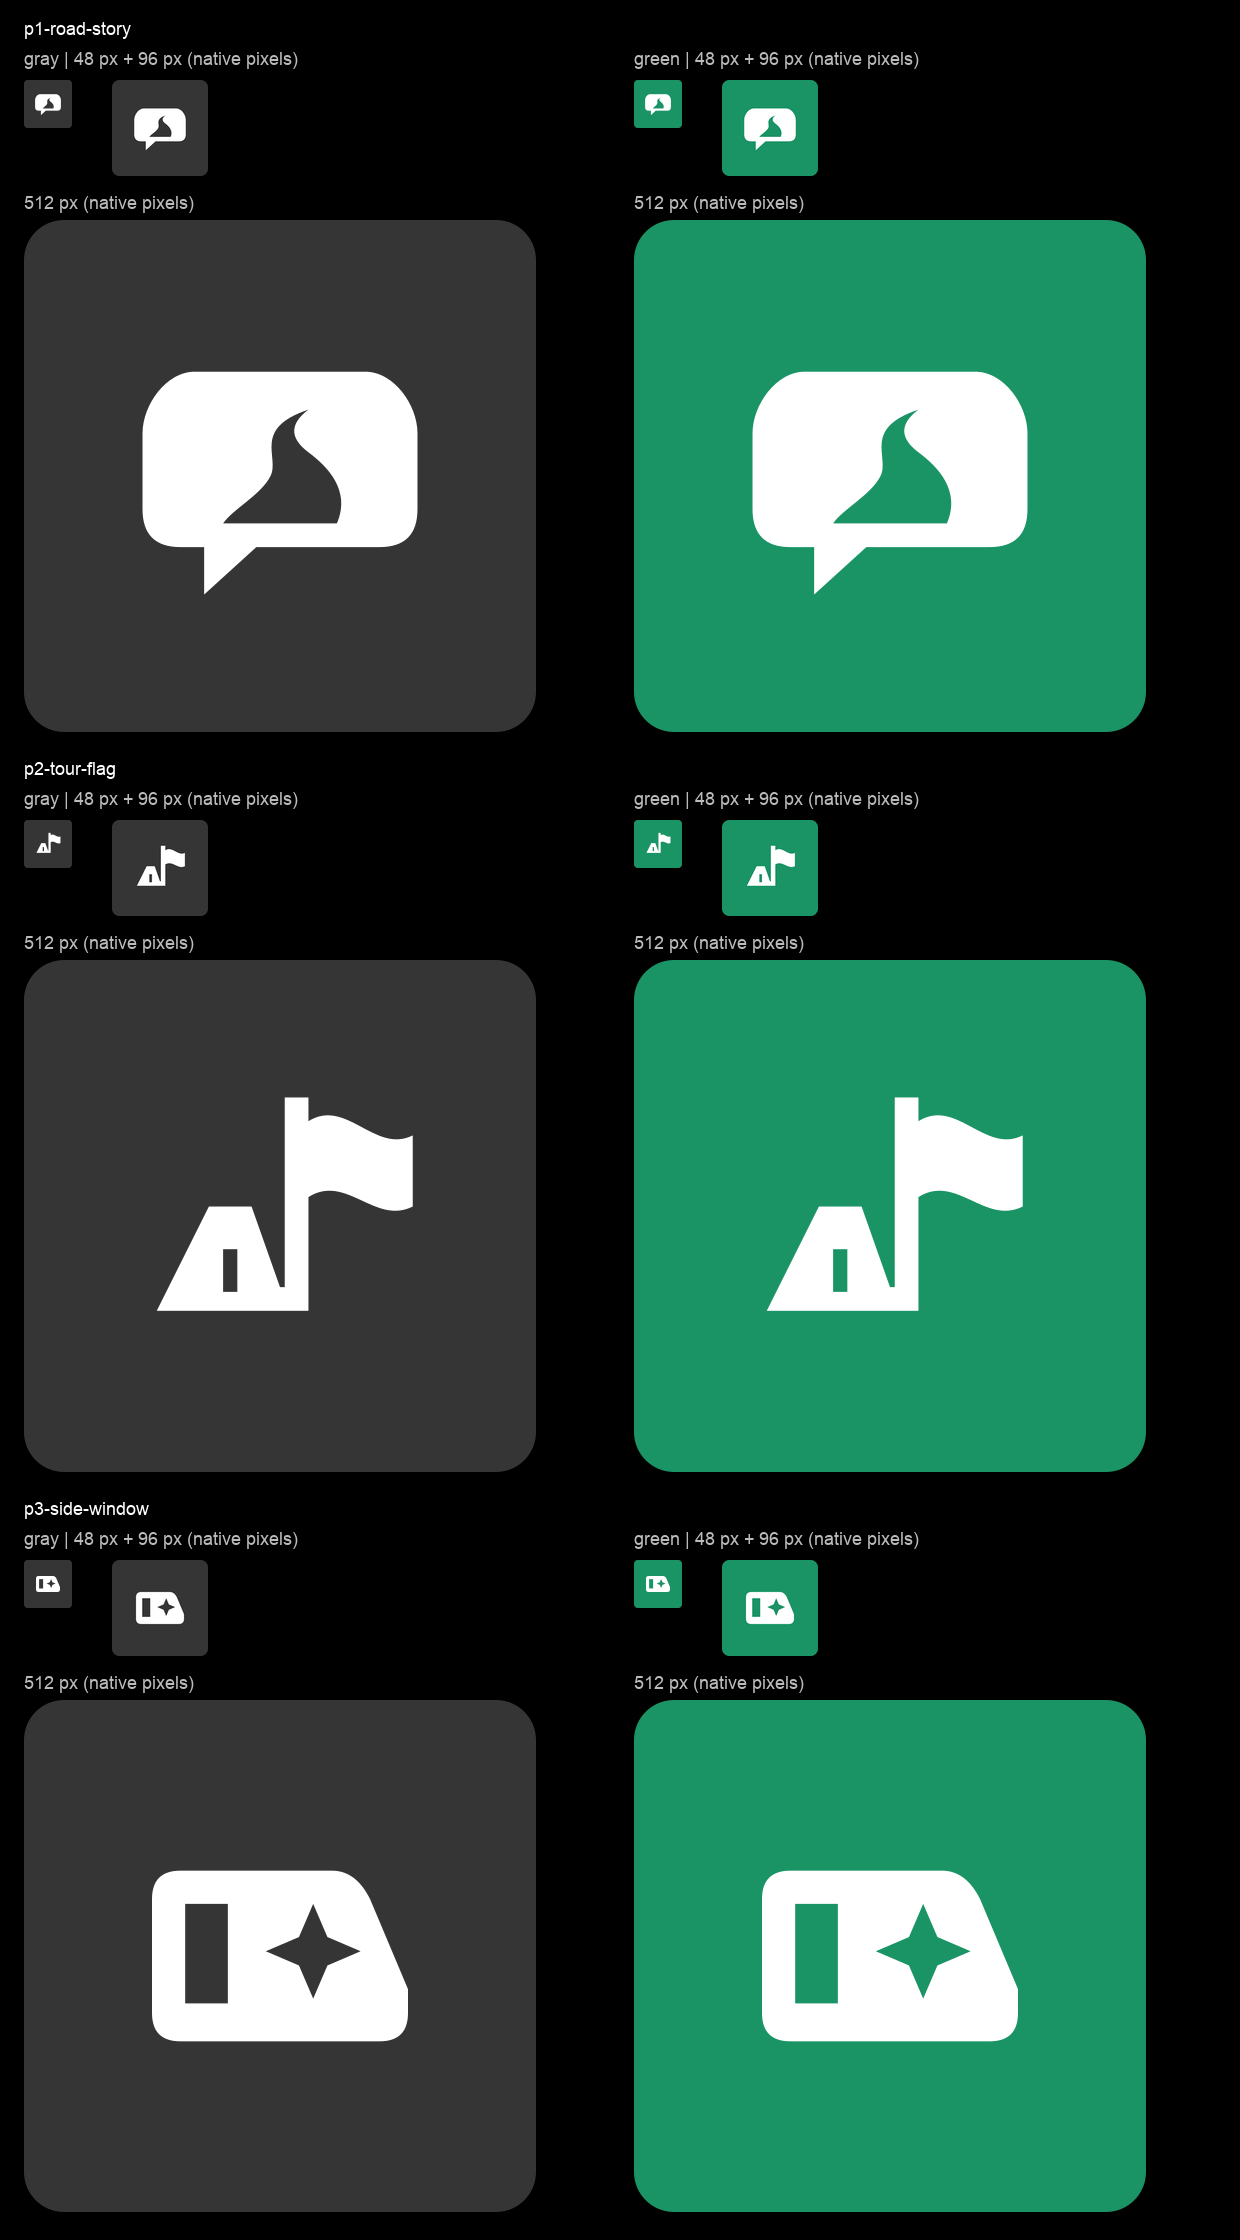 p1-road-story
gray | 48 px + 96 px (native pixels)
green | 48 px + 96 px (native pixels)
512 px (native pixels)
512 px (native pixels)
p2-tour-flag
gray | 48 px + 96 px (native pixels)
green | 48 px + 96 px (native pixels)
512 px (native pixels)
512 px (native pixels)
p3-side-window
gray | 48 px + 96 px (native pixels)
green | 48 px + 96 px (native pixels)
512 px (native pixels)
512 px (native pixels)